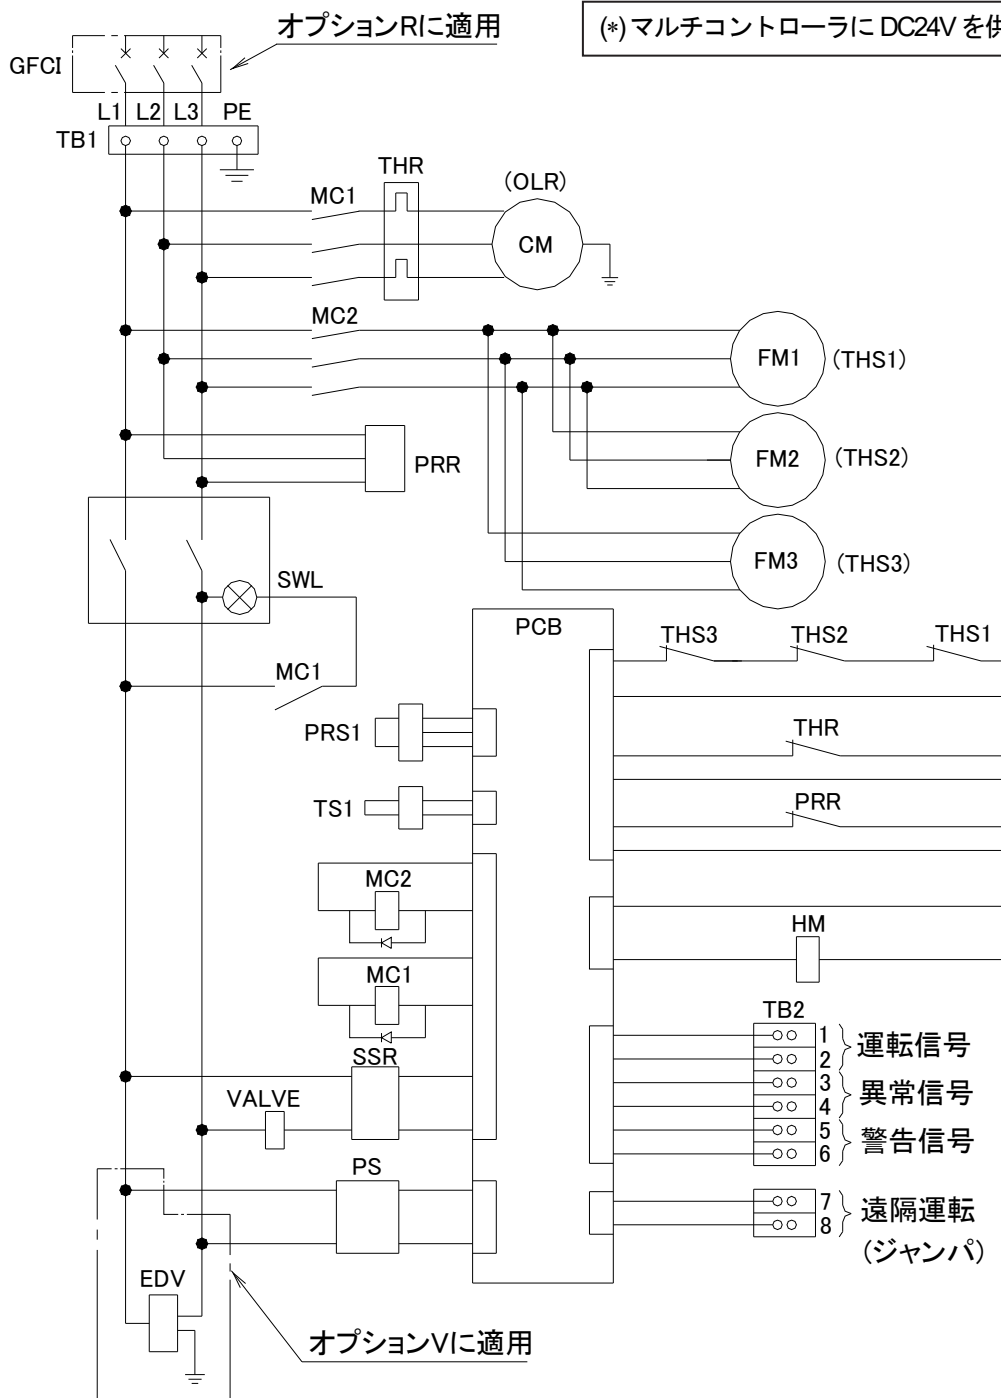 オプションRに適用
(*)マルチコントローラに DC24V を
GFCI
L1 L2 L3 PE
TB1
THR
MC1
(OLR)
CM
MC2
FM1 (THS1)
PRR
FM2 (THS2)
FM3 (THS3)
SWL
PCB
THS3 THS2 THS1
MC1
PRS1
THR
TS1
PRR
MC2
HM
MC1
TB2
1
2
運転信号
SSR
3
4
異常信号
VALVE
5
6
警告信号
PS
7
8
遠隔運転
(ジャンパ)
EDV
オプションVに適用